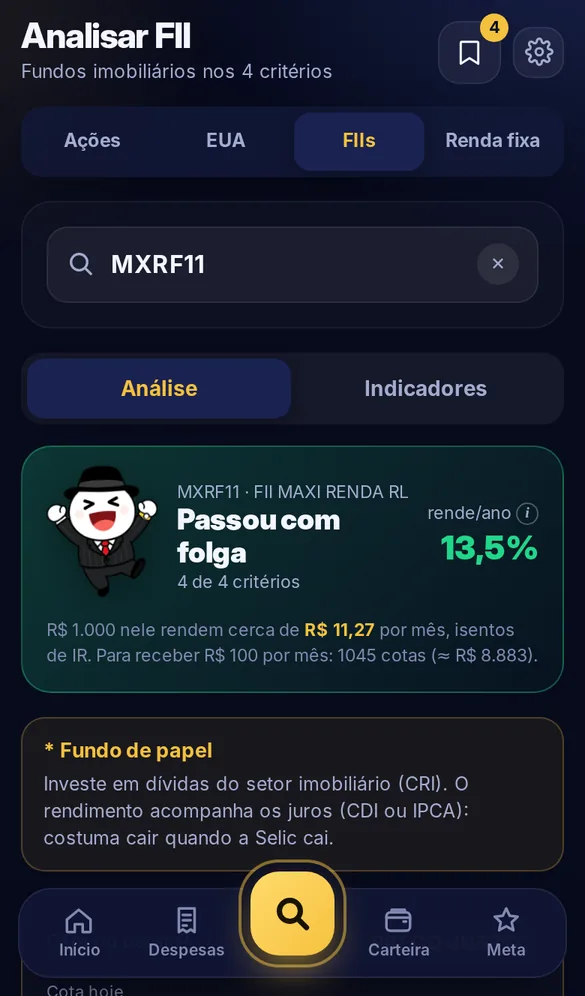 Analisar FII
4
Fundos imobiliários nos 4 critérios
Ações
EUA
FIIs
Renda fixa
MXRF11
Análise
Indicadores
MXRF11 · FII MAXI RENDA RL
Passou com
folga
4 de 4 critérios
rende/ano i
13,5%
R$ 1.000 nele rendem cerca de R$ 11,27 por mês, isentos
de IR. Para receber R$ 100 por mês: 1045 cotas (≈ R$ 8.883).
* Fundo de papel
Investe em dívidas do setor imobiliário (CRI). O
rendimento acompanha os juros (CDI ou IPCA):
costuma cair quando a Selic cai.
Início
Despesas
Carteira
Meta
Cota hoje